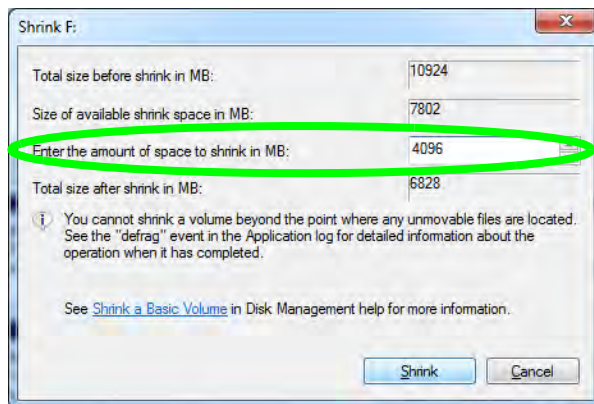 Shrink F:
Total size before shrink in MB: 10924
Size of available shrink space in MB: 7802
Enter the amount of space to shrink in MB: 4096
Total size after shrink in MB: 6828
You cannot shrink a volume beyond the point where any unmovable files are located.
See the "defrag" event in the Application log for detailed information about the
operation when it has completed.
See Shrink a Basic Volume in Disk Management help for more information.
Shrink Cancel